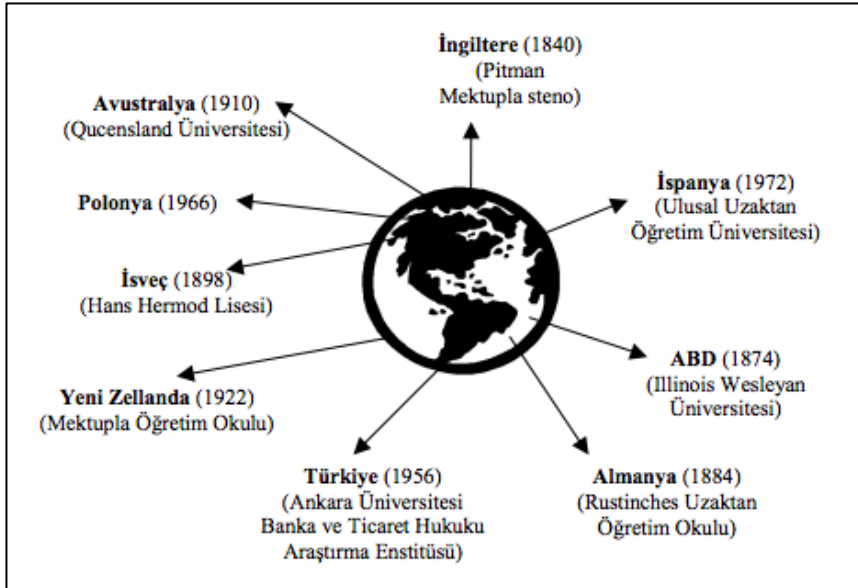 İngiltere (1840)
(Pitman
Mektupla steno)
Avustralya (1910)
(Qucensland Üniversitesi)
Polonya (1966)
İspanya (1972)
(Ulusal Uzaktan
Öğretim Üniversitesi)
İsveç (1898)
(Hans Hermod Lisesi)
ABD (1874)
(Illinois Wesleyan
Üniversitesi)
Yeni Zellanda (1922)
(Mektupla Öğretim Okulu)
Türkiye (1956)
(Ankara Üniversitesi
Banka ve Ticaret Hukuku
Araştırma Enstitüsü)
Almanya (1884)
(Rustinches Uzaktan
Öğretim Okulu)